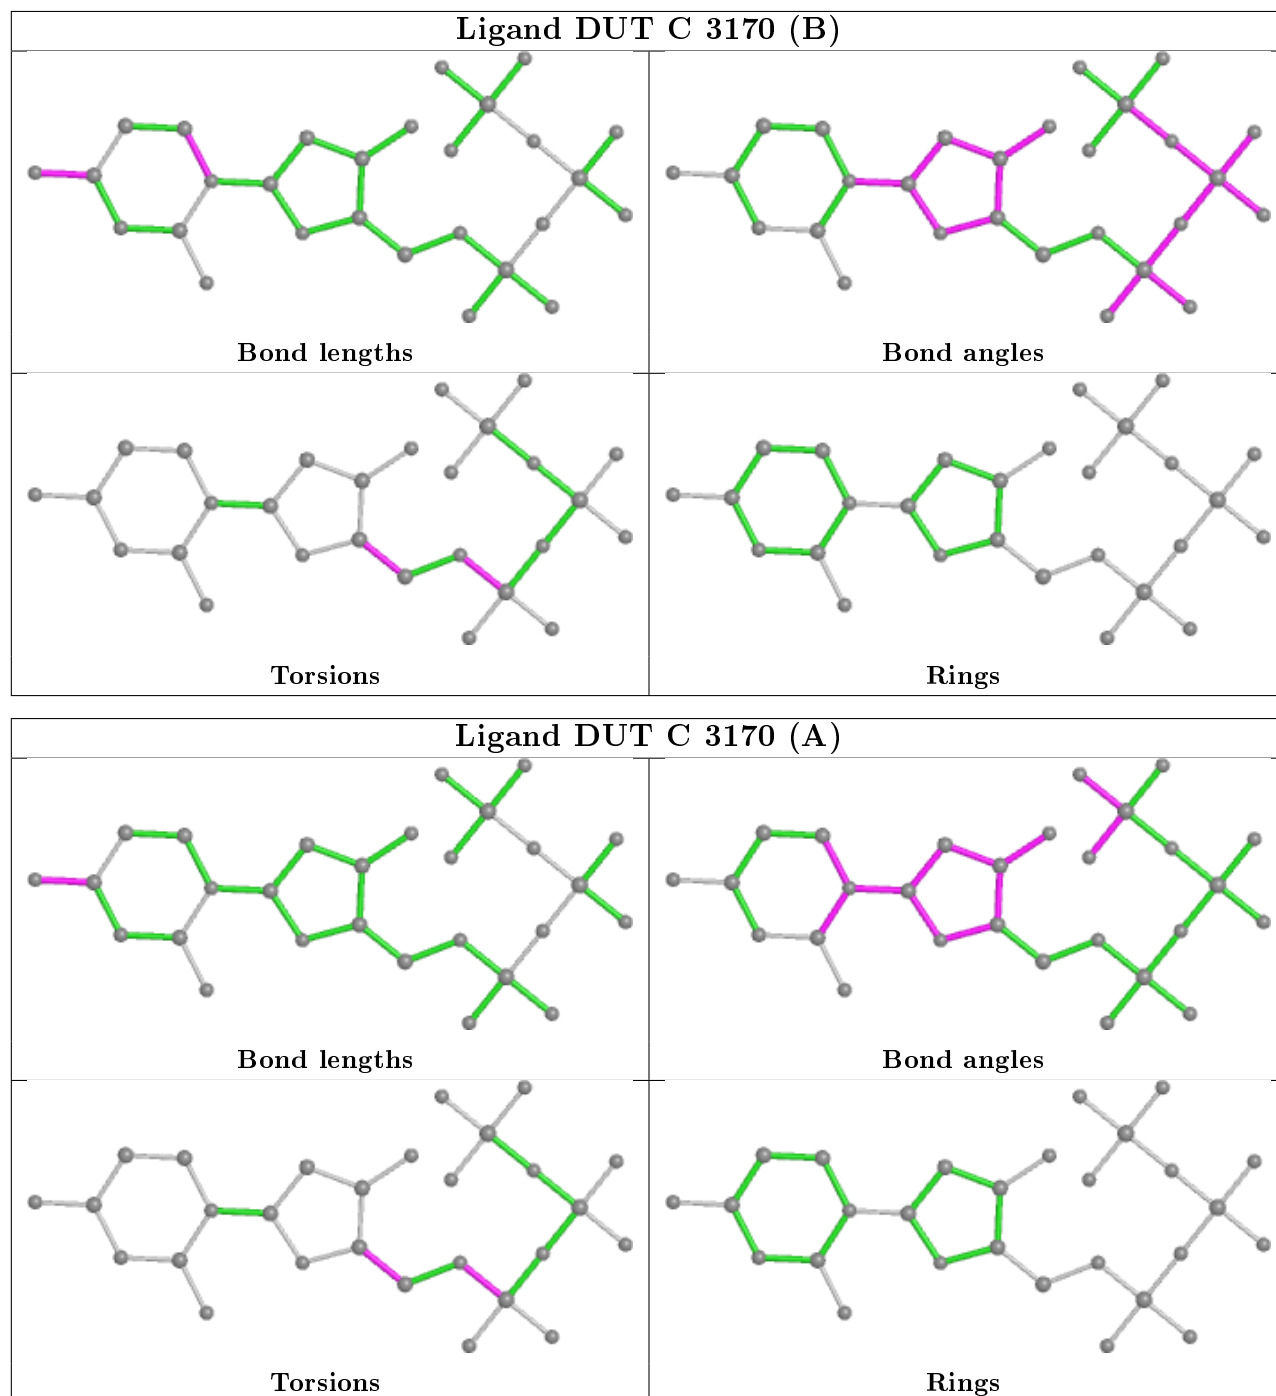 Ligand DUT C 3170 (B)
Bond lengths
Bond angles
Torsions
Rings
Ligand DUT C 3170 (A)
Bond lengths
Bond angles
Torsions
Rings